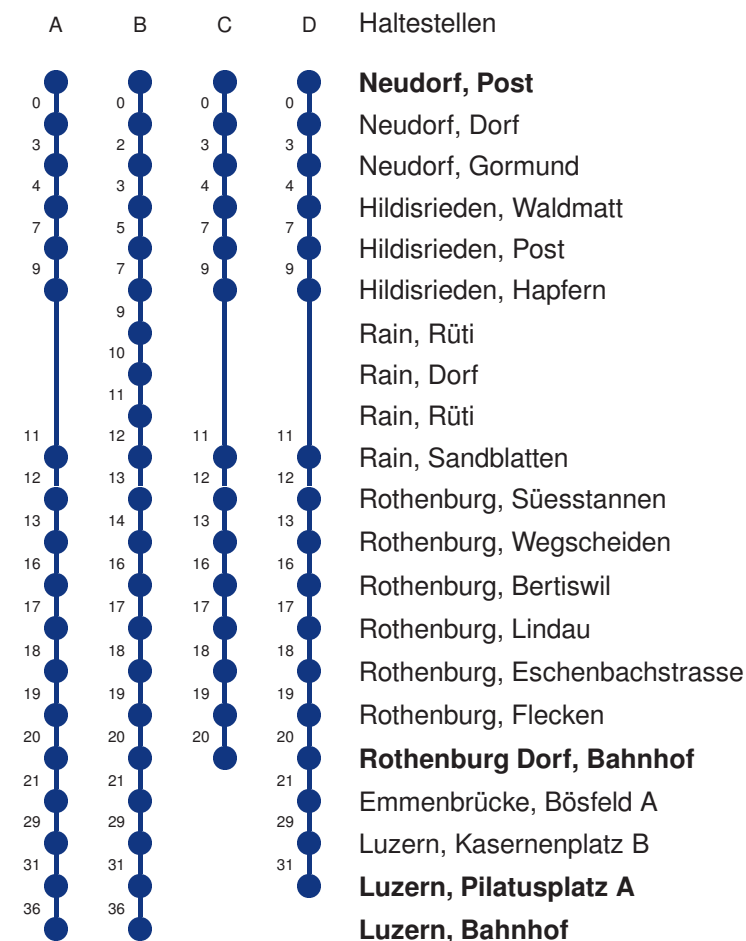 A B C D Haltestellen
Neudorf, Post
0 0 0 0
Neudorf, Dorf
3 2 3 3
Neudorf, Gormund
4 3 4 4
Hildisrieden, Waldmatt
7 5 7 7
Hildisrieden, Post
9 7 9 9
Hildisrieden, Hapfern
9
Rain, Rüti
10
Rain, Dorf
11
Rain, Rüti
11 12 11 11
Rain, Sandblatten
12 13 12 12
Rothenburg, Süesstannen
13 14 13 13
Rothenburg, Wegscheiden
16 16 16 16
Rothenburg, Bertiswil
17 17 17 17
Rothenburg, Lindau
18 18 18 18
Rothenburg, Eschenbachstrasse
19 19 19 19
Rothenburg, Flecken
20 20 20 20
Rothenburg Dorf, Bahnhof
21 21 21
Emmenbrücke, Bösfeld A
29 29 29
Luzern, Kasernenplatz B
31 31 31
Luzern, Pilatusplatz A
36 36
Luzern, Bahnhof